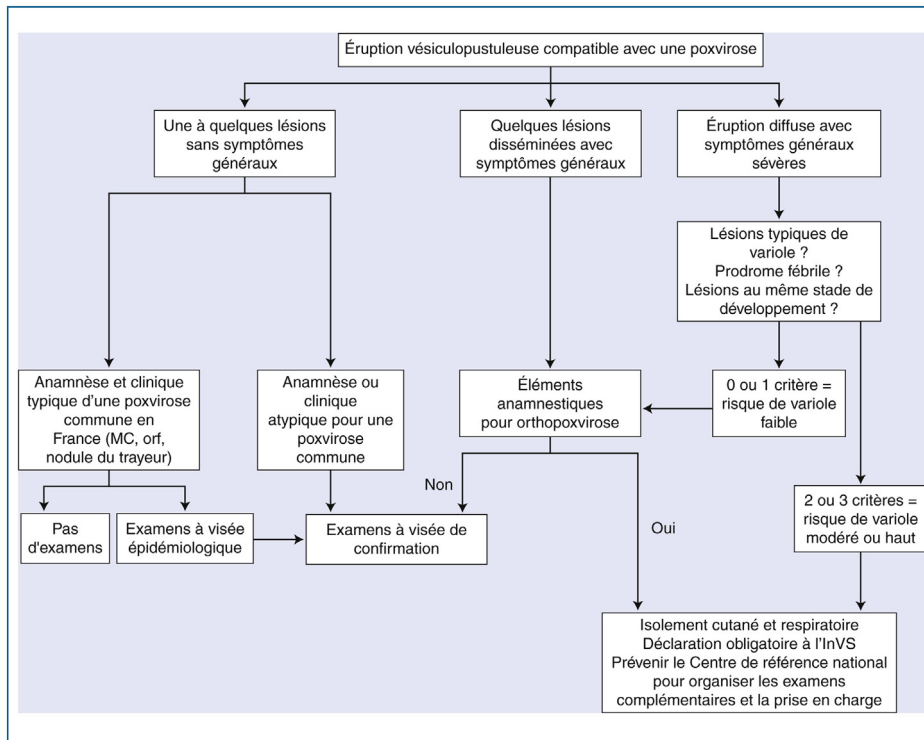 Éruption vésiculopustuleuse compatible avec une poxvirose
Une à quelques lésions
sans symptômes
généraux
Quelques lésions
disséminées avec
symptômes généraux
Éruption diffuse avec
symptômes généraux
sévères
Lésions typiques de
variole ?
Prodrome fébrile ?
Lésions au même stade de
développement ?
Anamnèse et clinique
typique d'une poxvirose
commune en
France (MC, orf,
nodule du trayeur)
Anamnèse ou
clinique
atypique pour une
poxvirose
commune
Éléments
anamnestiques
pour orthopoxvirose
0 ou 1 critère =
risque de variole
faible
Non
Oui
2 ou 3 critères =
risque de variole
modéré ou haut
Pas
d'examens
Examens à visée
épidémiologique
Examens à visée de
confirmation
Isolement cutané et respiratoire
Déclaration obligatoire à l'InVS
Prévenir le Centre de référence national
pour organiser les examens
complémentaires et la prise en charge